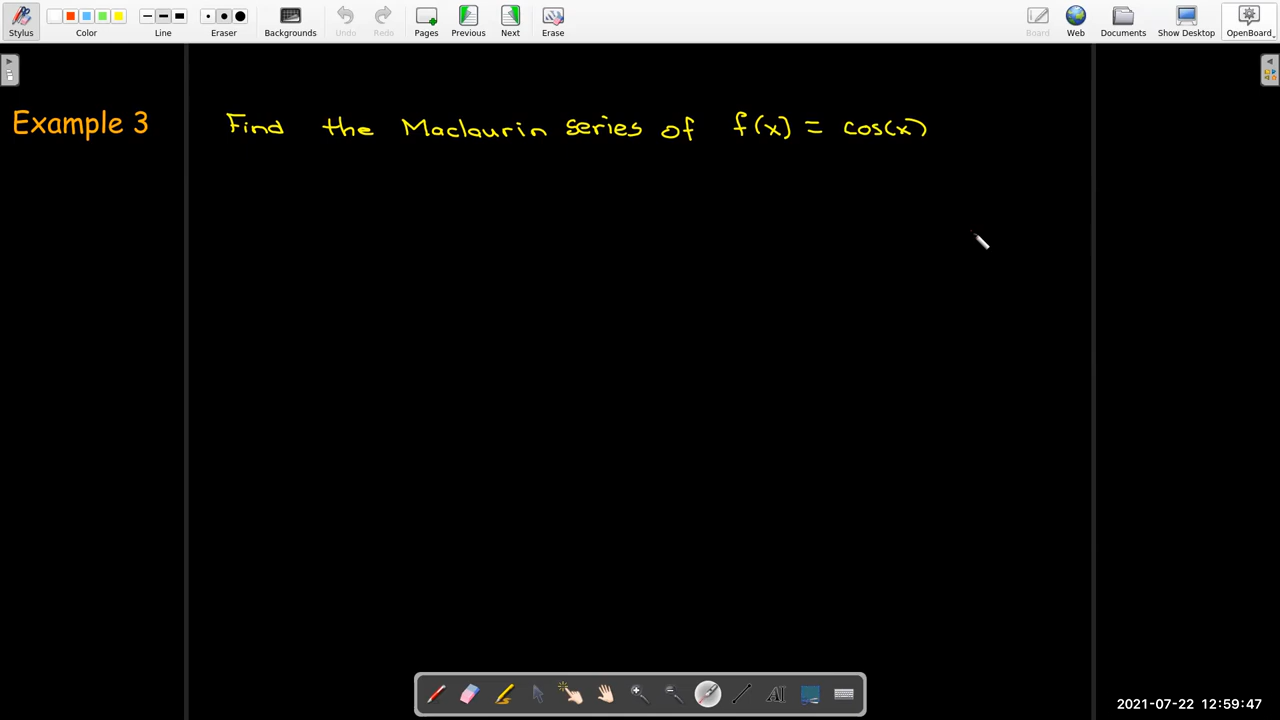 Stylus Color Line Eraser Backgrounds Undo Redo Pages Previous Next Erase Board Web Documents Show Desktop OpenBoard
Example 3 Find the Maclaurin series of f(x) = cos(x)
AI
2021-07-22 12:59:47